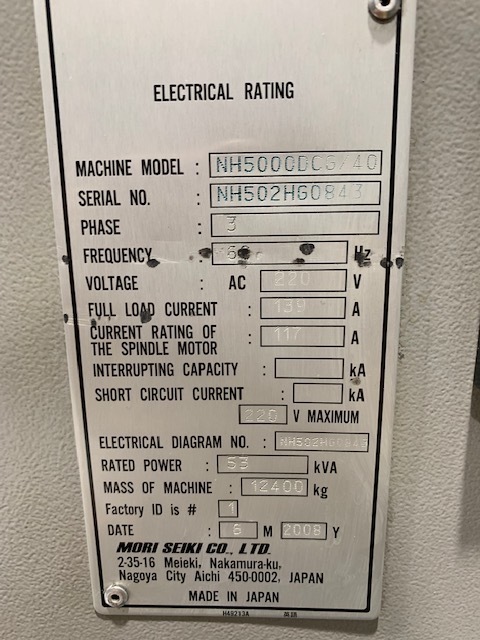 ELECTRICAL RATING
MACHINE MODEL : NH5000DCG/40
SERIAL NO. : NH502HG0843
PHASE : 3
FREQUENCY : 60 Hz
VOLTAGE : AC 220 V
FULL LOAD CURRENT : 139 A
CURRENT RATING OF
THE SPINDLE MOTOR : 117 A
INTERRUPTING CAPACITY : kA
SHORT CIRCUIT CURRENT : kA
220 V MAXIMUM
ELECTRICAL DIAGRAM NO. :
RATED POWER : 53 kVA
MASS OF MACHINE : 12400 kg
Factory ID is # 1
DATE : 6 M 2008 Y
MORI SEIKI CO., LTD.
2-35-16 Meieki, Nakamura-ku,
Nagoya City Aichi 450-0002, JAPAN
MADE IN JAPAN
H49213A 英語